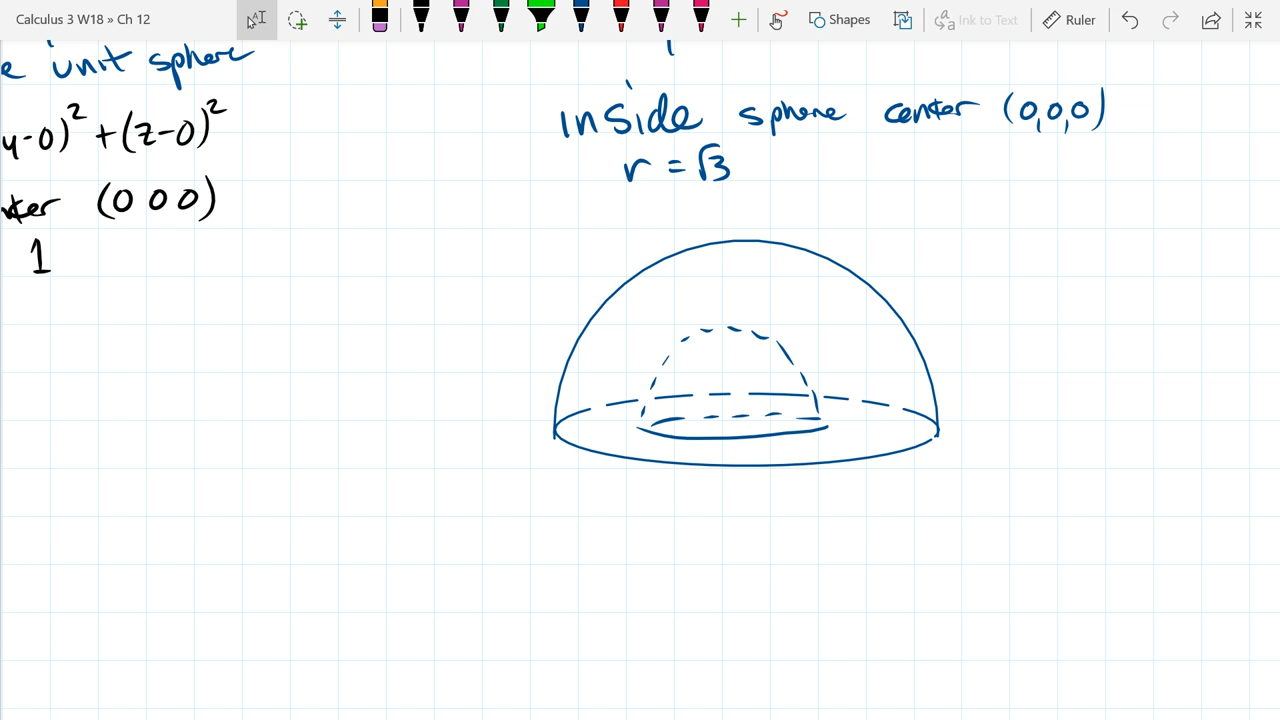 Calculus 3 W18 » Ch 12
Shapes
Ink to Text
Ruler
e unit sphere
y-0)² + (z-0)²
(0 0 0)
1
inside sphere center (0,0,0)
r = √3